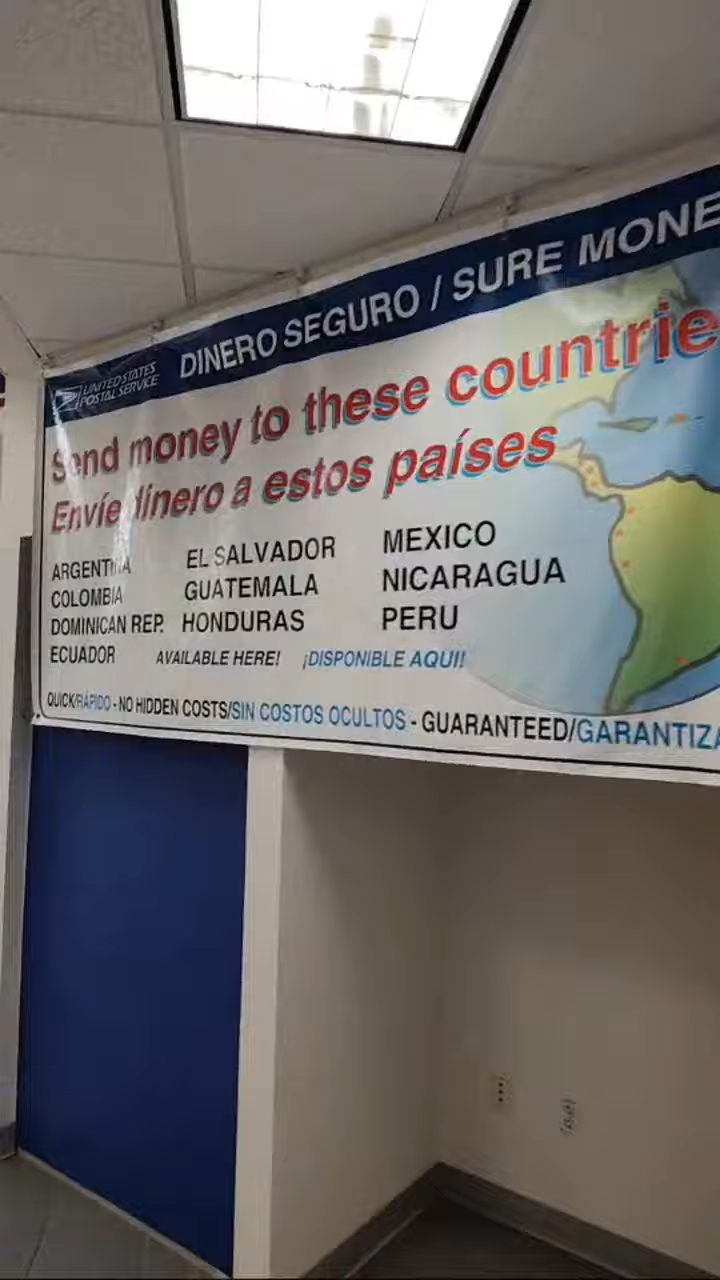 UNITED STATES
POSTAL SERVICE
DINERO SEGURO / SURE MONE
Send money to these countrie
Envíe dinero a estos países
ARGENTINA EL SALVADOR MEXICO
COLOMBIA GUATEMALA NICARAGUA
DOMINICAN REP. HONDURAS PERU
ECUADOR AVAILABLE HERE! ¡DISPONIBLE AQUI!
QUICK/RÁPIDO - NO HIDDEN COSTS/SIN COSTOS OCULTOS - GUARANTEED/GARANTIZA